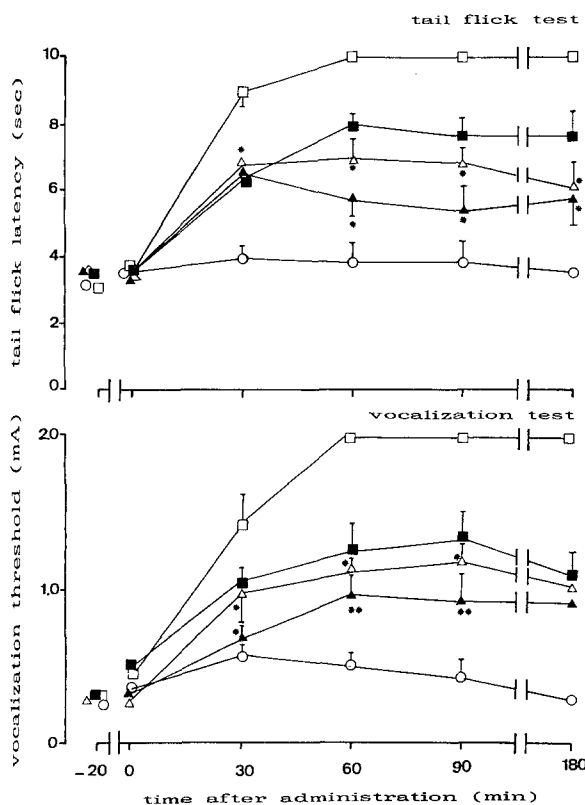 tail flick test
10
8
6
4
2
0
tail flick latency (sec)
vocalization test
2.0
1.0
0
vocalization threshold (mA)
-20 0 30 60 90 180
time after administration (min)